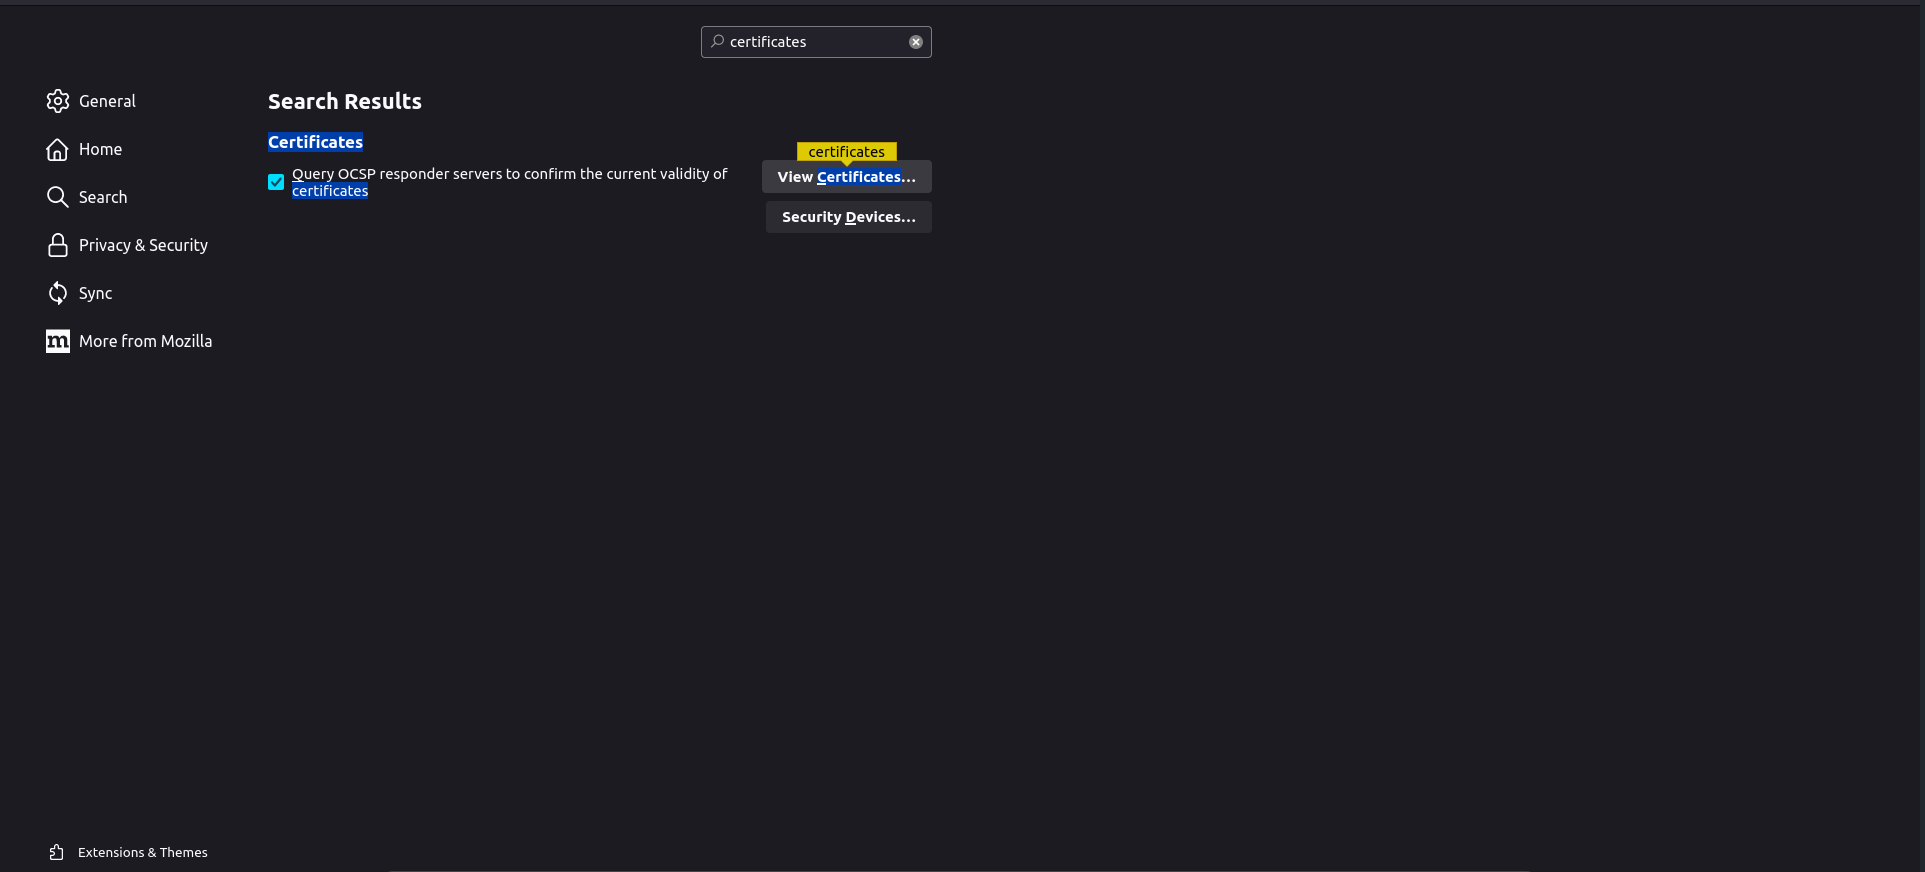 certificates
General
Home
Search
Privacy & Security
Sync
m
More from Mozilla
Extensions & Themes
Search Results
Certificates
Query OCSP responder servers to confirm the current validity of
certificates
certificates
View Certificates...
Security Devices...